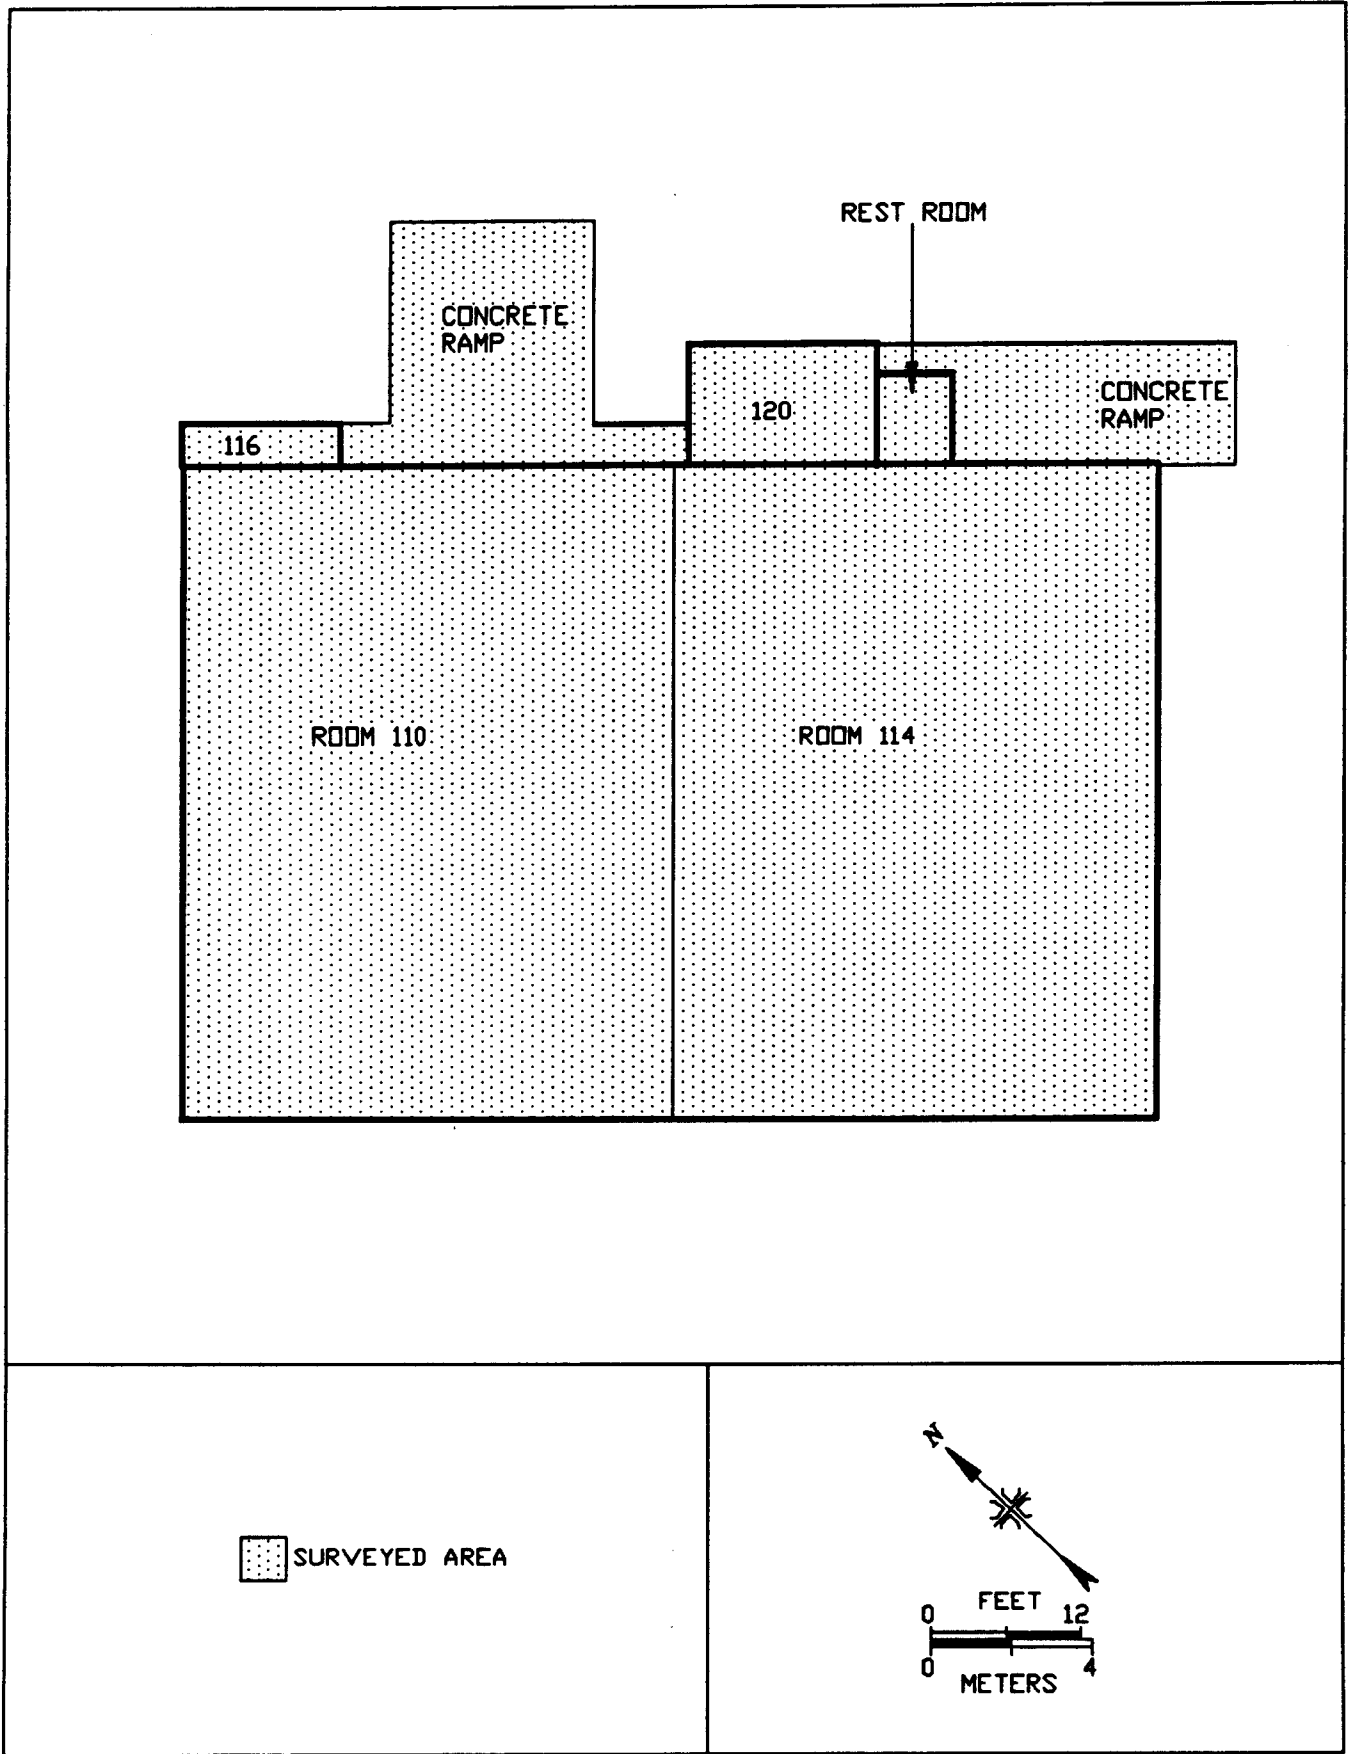 REST ROOM
CONCRETE
RAMP
CONCRETE
RAMP
120
116
ROOM 110
ROOM 114
N
SURVEYED AREA
FEET
0 12
0 4
METERS